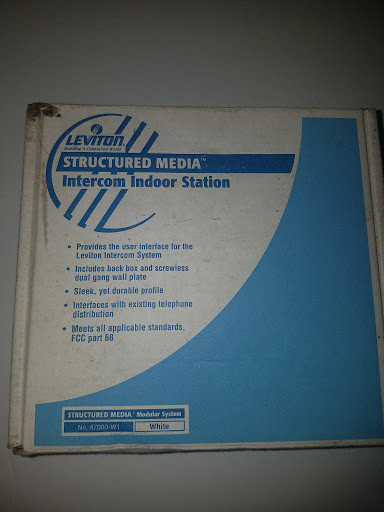 LEVITON
Building a Connected World
STRUCTURED MEDIA™
Intercom Indoor Station
• Provides the user interface for the
Leviton Intercom System
• Includes back box and screwless
dual gang wall plate
• Sleek, yet durable profile
• Interfaces with existing telephone
distribution
• Meets all applicable standards,
FCC part 68
STRUCTURED MEDIA™ Modular System
No. 47000-W1 White